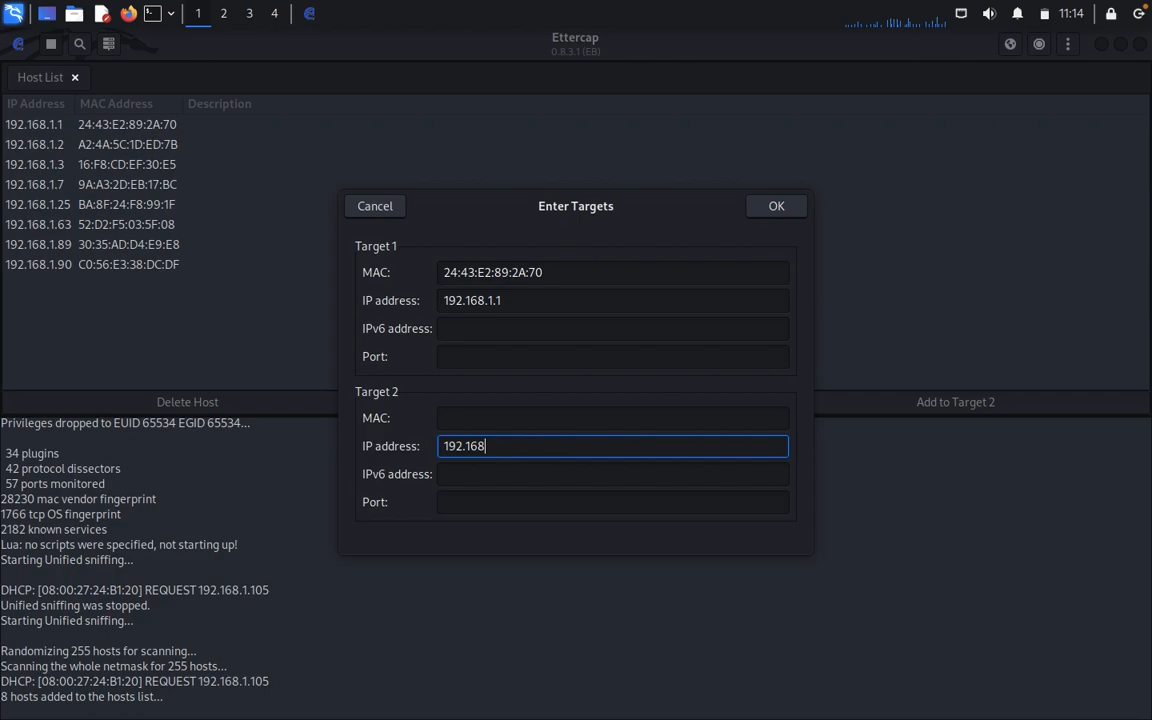 1 2 3 4 11:14
Ettercap
0.8.3.1 (EB)
Host List
IP Address MAC Address Description
192.168.1.1 24:43:E2:89:2A:70
192.168.1.2 A2:4A:5C:1D:ED:7B
192.168.1.3 16:F8:CD:EF:30:E5
192.168.1.7 9A:A3:2D:EB:17:BC
192.168.1.25 BA:8F:24:F8:99:1F
192.168.1.63 52:D2:F5:03:5F:08
192.168.1.89 30:35:AD:D4:E9:E8
192.168.1.90 C0:56:E3:38:DC:DF
Cancel Enter Targets OK
Target 1
MAC: 24:43:E2:89:2A:70
IP address: 192.168.1.1
IPv6 address:
Port:
Target 2
MAC:
IP address: 192.168
IPv6 address:
Port:
Delete Host Add to Target 2
Privileges dropped to EUID 65534 EGID 65534...
34 plugins
42 protocol dissectors
57 ports monitored
28230 mac vendor fingerprint
1766 tcp OS fingerprint
2182 known services
Lua: no scripts were specified, not starting up!
Starting Unified sniffing...
DHCP: [08:00:27:24:B1:20] REQUEST 192.168.1.105
Unified sniffing was stopped.
Starting Unified sniffing...
Randomizing 255 hosts for scanning...
Scanning the whole netmask for 255 hosts...
DHCP: [08:00:27:24:B1:20] REQUEST 192.168.1.105
8 hosts added to the hosts list...